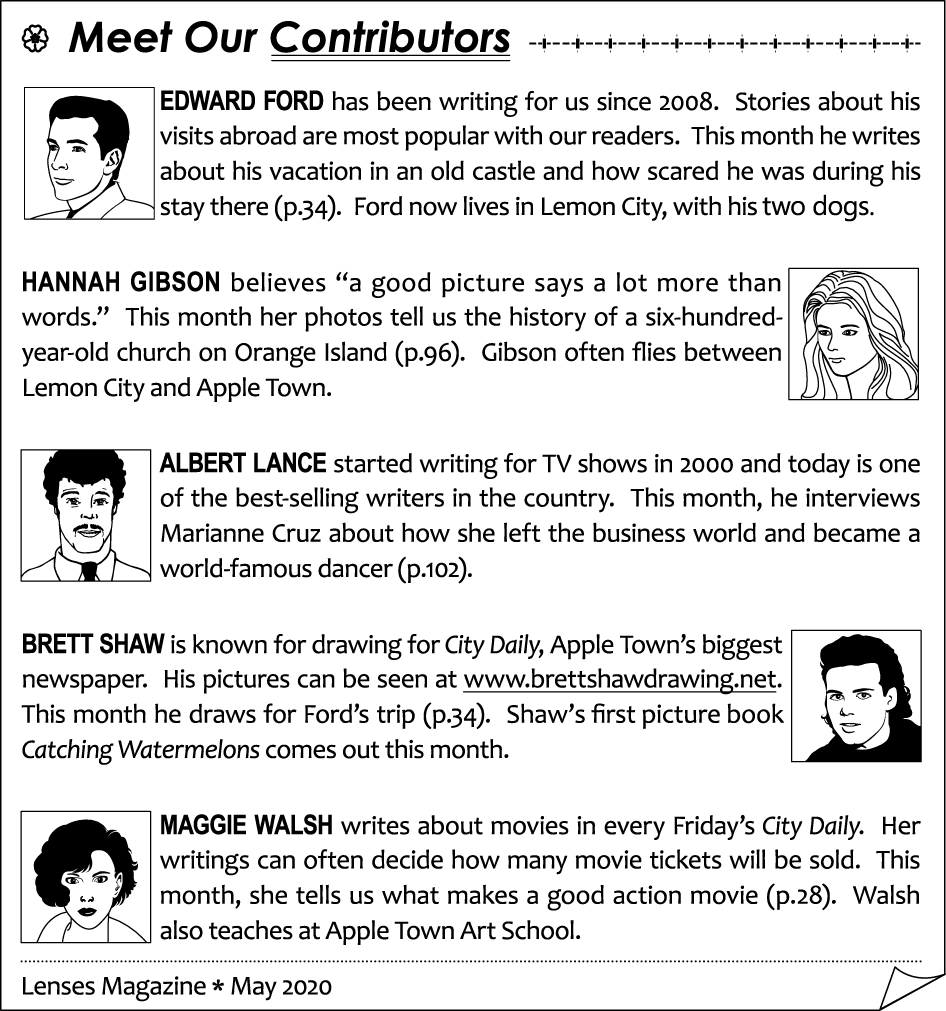 Meet Our Contributors
EDWARD FORD has been writing for us since 2008. Stories about his
visits abroad are most popular with our readers. This month he writes
about his vacation in an old castle and how scared he was during his
stay there (p.34). Ford now lives in Lemon City, with his two dogs.
HANNAH GIBSON believes “a good picture says a lot more than
words.” This month her photos tell us the history of a six-hundred-
year-old church on Orange Island (p.96). Gibson often flies between
Lemon City and Apple Town.
ALBERT LANCE started writing for TV shows in 2000 and today is one
of the best-selling writers in the country. This month, he interviews
Marianne Cruz about how she left the business world and became a
world-famous dancer (p.102).
BRETT SHAW is known for drawing for City Daily, Apple Town’s biggest
newspaper. His pictures can be seen at www.brettshawdrawing.net.
This month he draws for Ford’s trip (p.34). Shaw’s first picture book
Catching Watermelons comes out this month.
MAGGIE WALSH writes about movies in every Friday’s City Daily. Her
writings can often decide how many movie tickets will be sold. This
month, she tells us what makes a good action movie (p.28). Walsh
also teaches at Apple Town Art School.
Lenses Magazine * May 2020